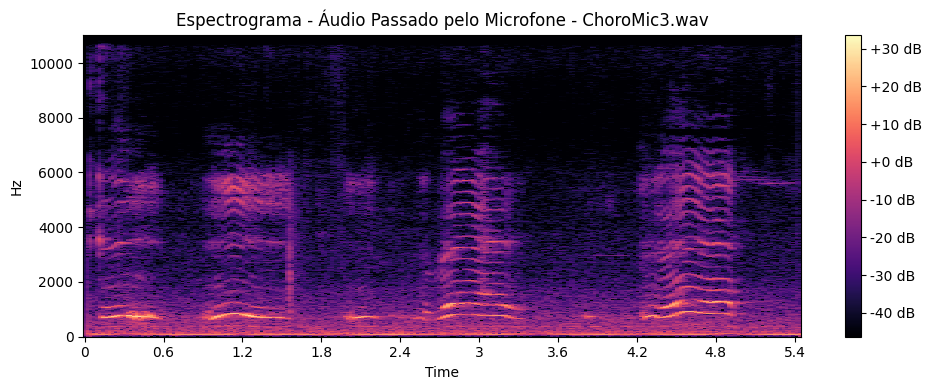 Espectrograma - Áudio Passado pelo Microfone - ChoroMic3.wav
10000
8000
6000
4000
2000
0
Hz
0 0.6 1.2 1.8 2.4 3 3.6 4.2 4.8 5.4
Time
+30 dB
+20 dB
+10 dB
+0 dB
-10 dB
-20 dB
-30 dB
-40 dB